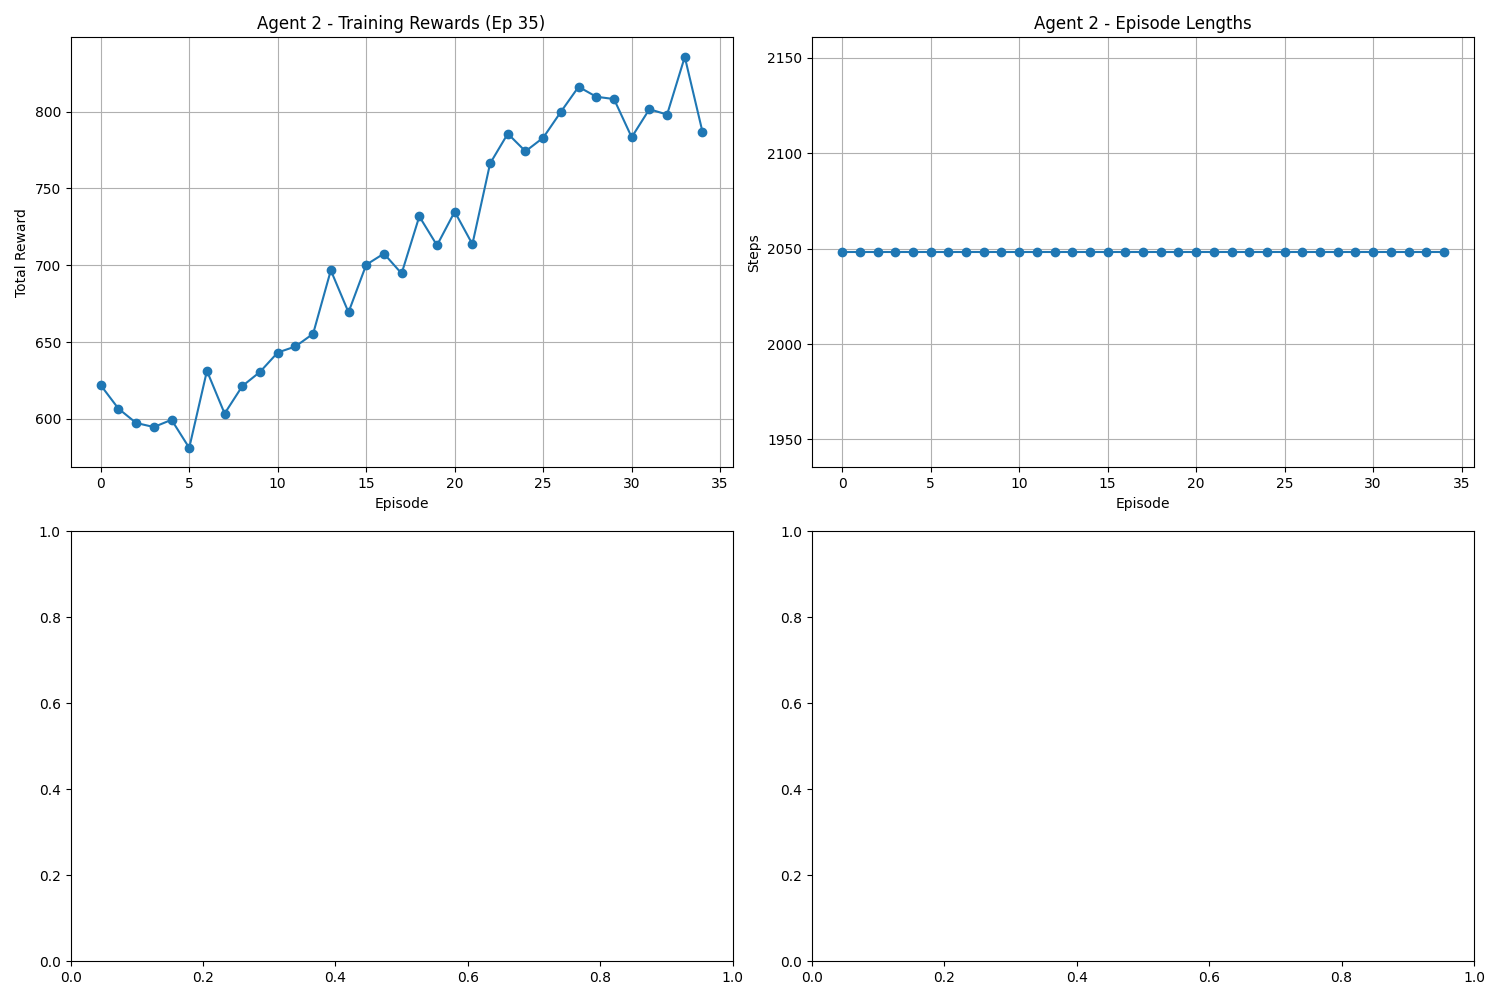 Agent 2 - Training Rewards (Ep 35)
Total Reward
800
750
700
650
600
0 5 10 15 20 25 30 35
Episode
Agent 2 - Episode Lengths
Steps
2150
2100
2050
2000
1950
0 5 10 15 20 25 30 35
Episode
1.0
0.8
0.6
0.4
0.2
0.0
0.0 0.2 0.4 0.6 0.8 1.0
1.0
0.8
0.6
0.4
0.2
0.0
0.0 0.2 0.4 0.6 0.8 1.0